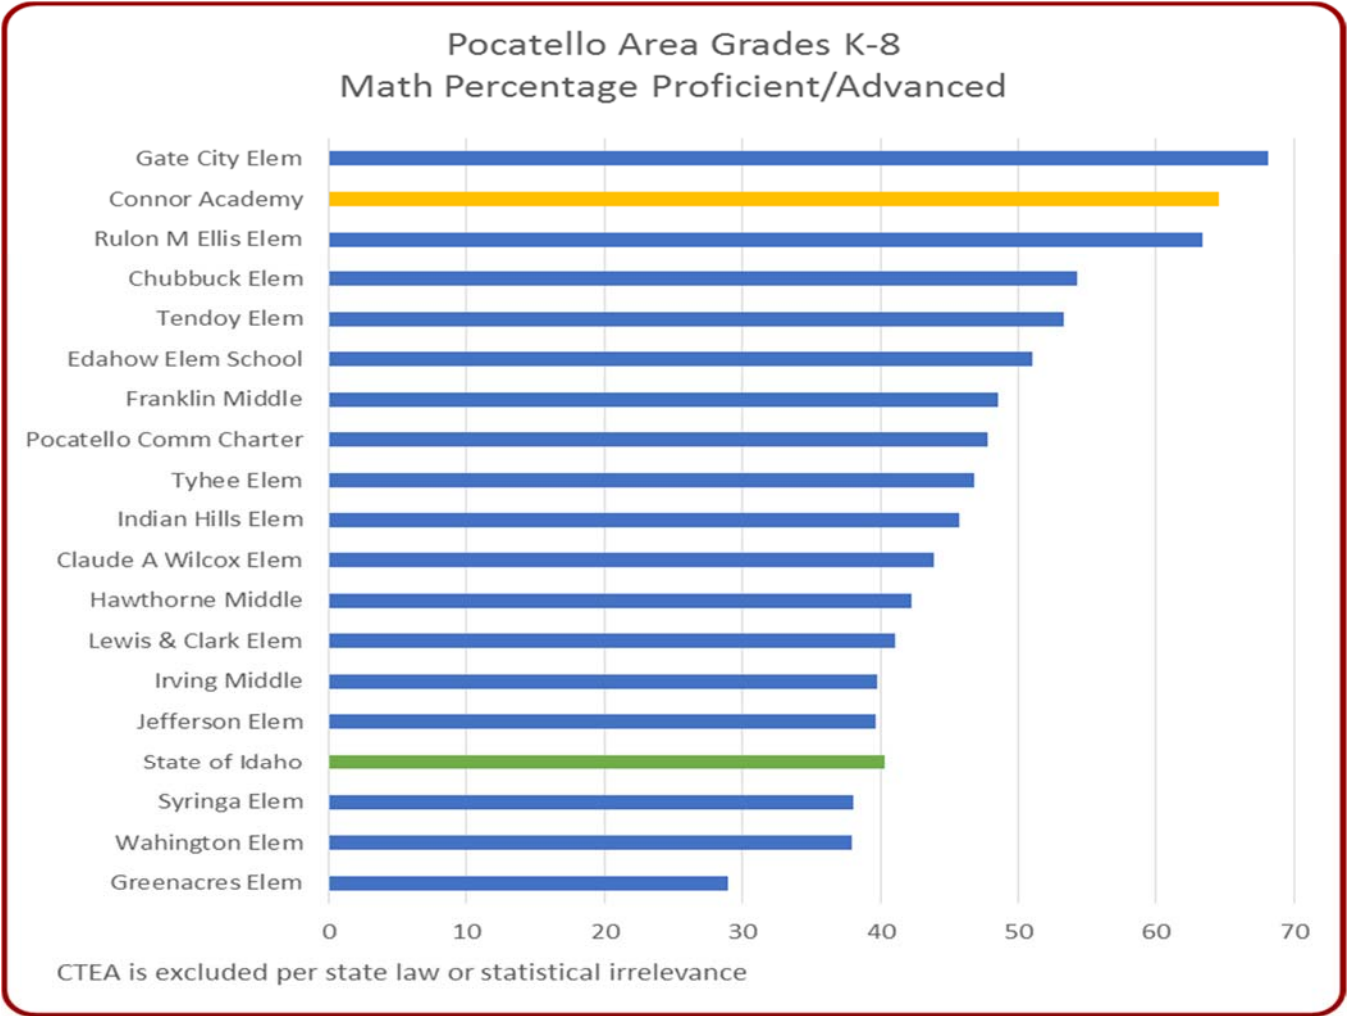 Pocatello Area Grades K-8
Math Percentage Proficient/Advanced
Gate City Elem
Connor Academy
Rulon M Ellis Elem
Chubbuck Elem
Tendoy Elem
Edahow Elem School
Franklin Middle
Pocatello Comm Charter
Tyhee Elem
Indian Hills Elem
Claude A Wilcox Elem
Hawthorne Middle
Lewis & Clark Elem
Irving Middle
Jefferson Elem
State of Idaho
Syringa Elem
Wahington Elem
Greenacres Elem
0 10 20 30 40 50 60 70
CTEA is excluded per state law or statistical irrelevance